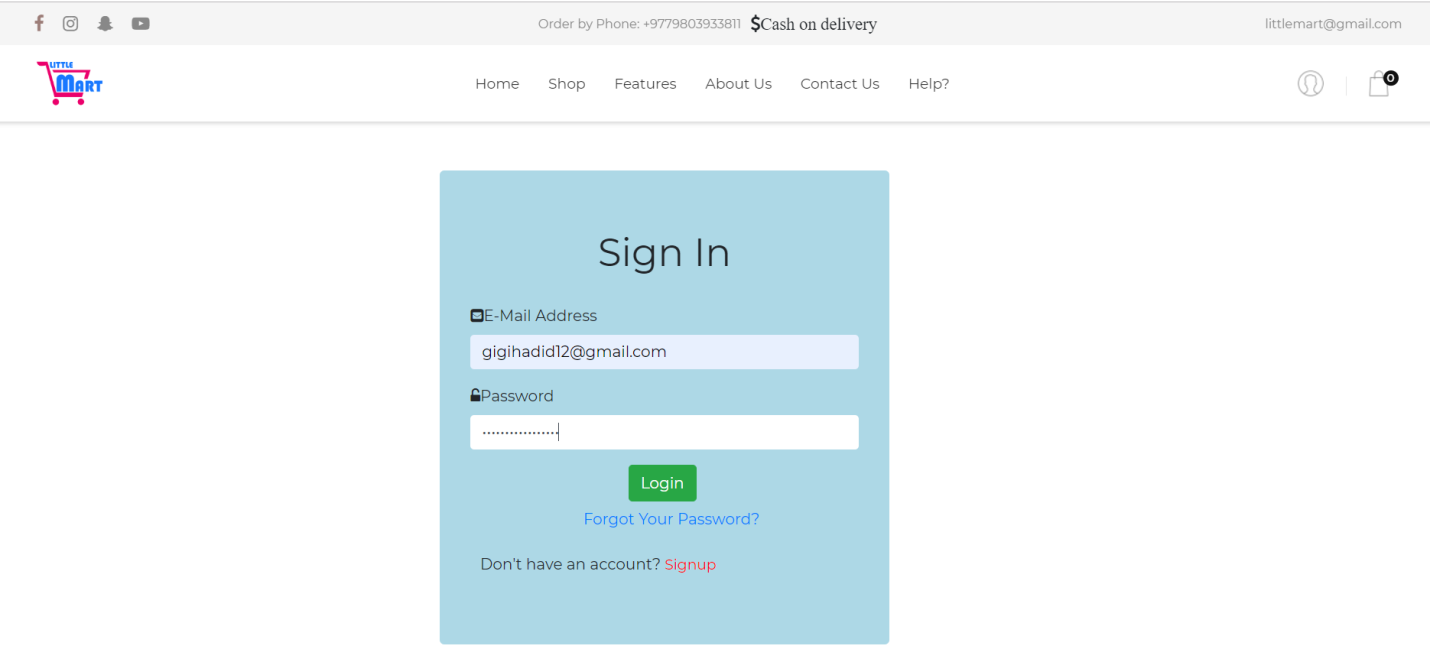 Order by Phone: +9779803933811 $Cash on delivery
littlemart@gmail.com
LITTLE
MART
Home Shop Features About Us Contact Us Help?
0
Sign In
E-Mail Address
gigihadid12@gmail.com
Password
Login
Forgot Your Password?
Don't have an account? Signup